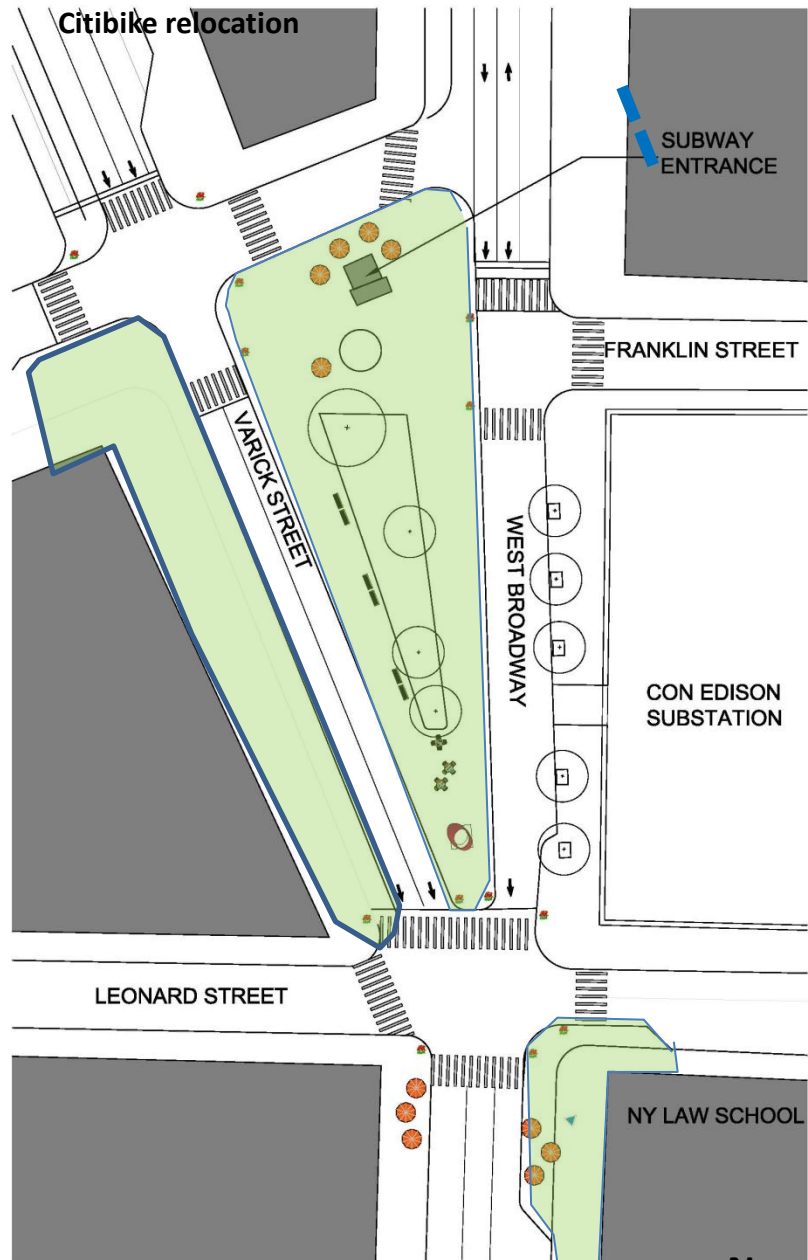 Citibike relocation
SUBWAY
ENTRANCE
FRANKLIN STREET
VARICK STREET
WEST BROADWAY
CON EDISON
SUBSTATION
LEONARD STREET
NY LAW SCHOOL